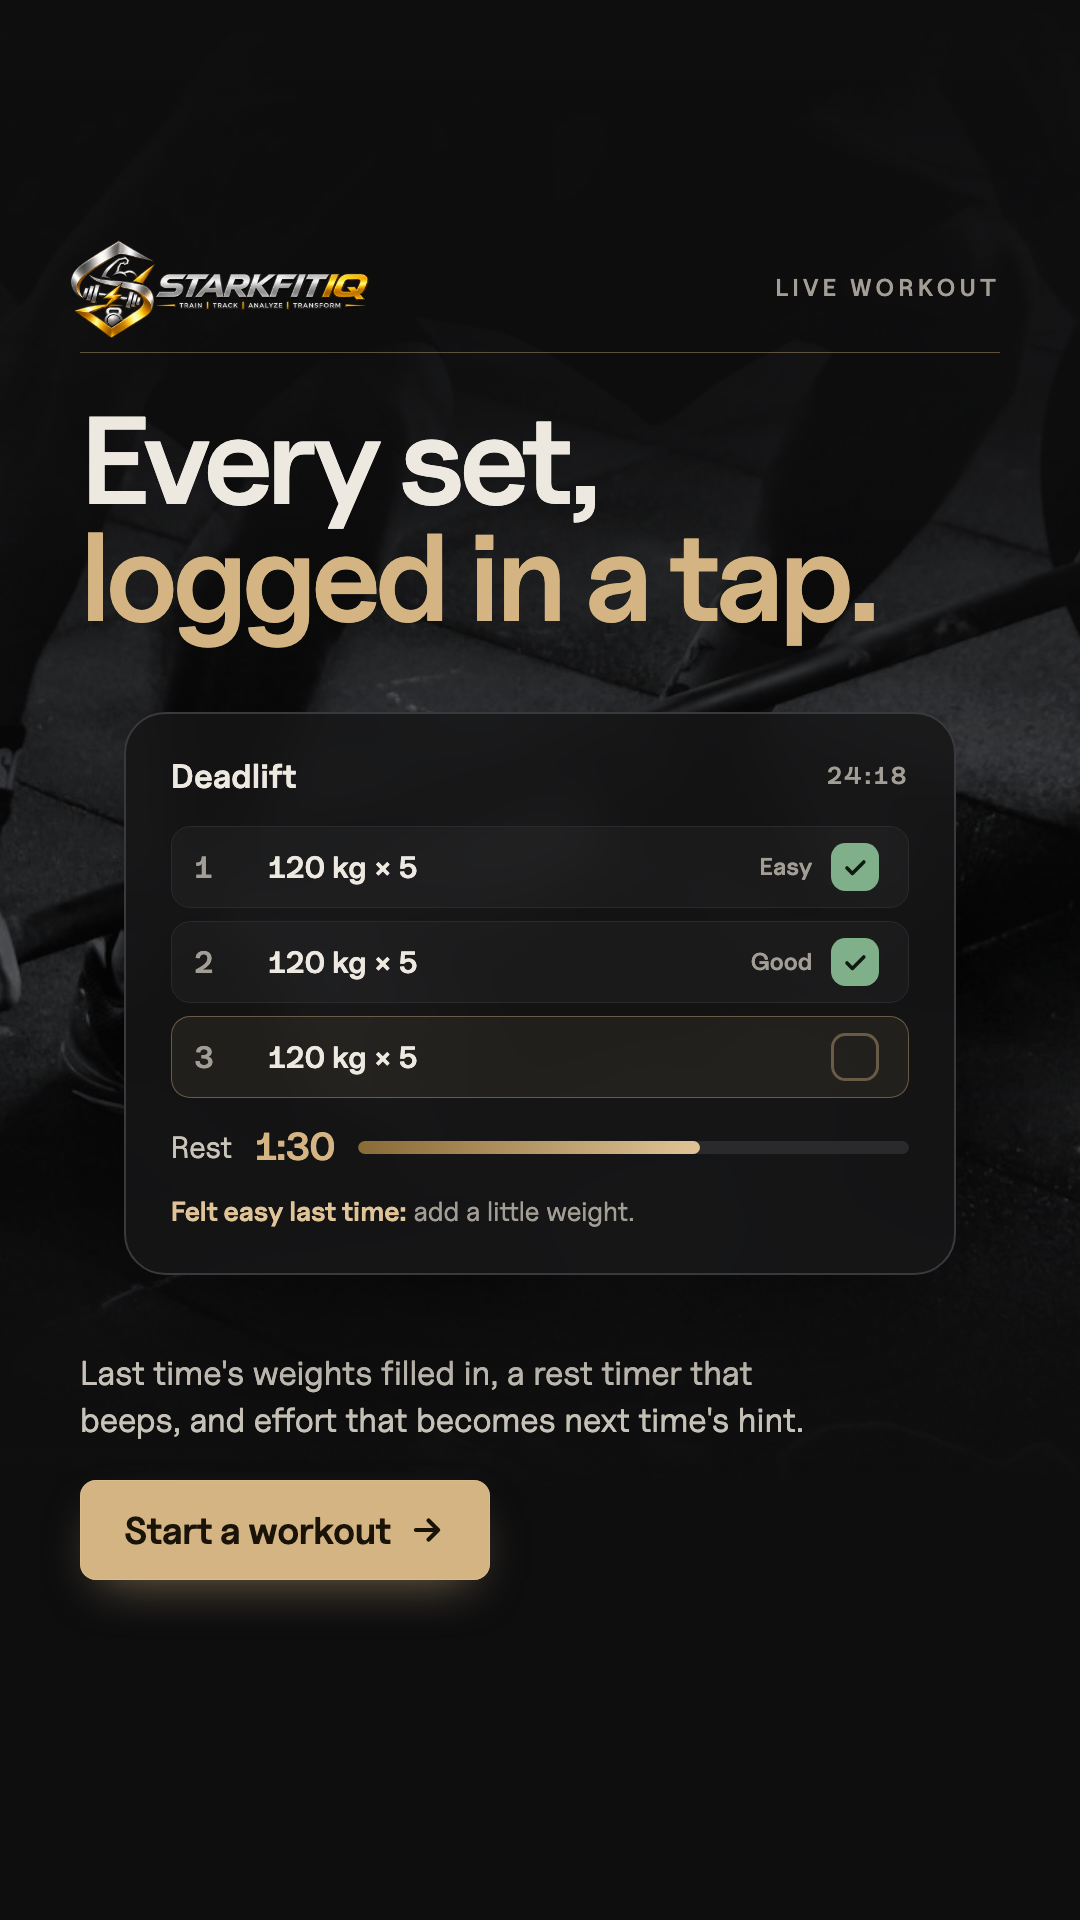 STARKFITIQ
TRAIN | TRACK | ANALYZE | TRANSFORM
LIVE WORKOUT
Every set,
logged in a tap.
Deadlift 24:18
1 120 kg × 5 Easy
2 120 kg × 5 Good
3 120 kg × 5
Rest 1:30
Felt easy last time: add a little weight.
Last time's weights filled in, a rest timer that
beeps, and effort that becomes next time's hint.
Start a workout →